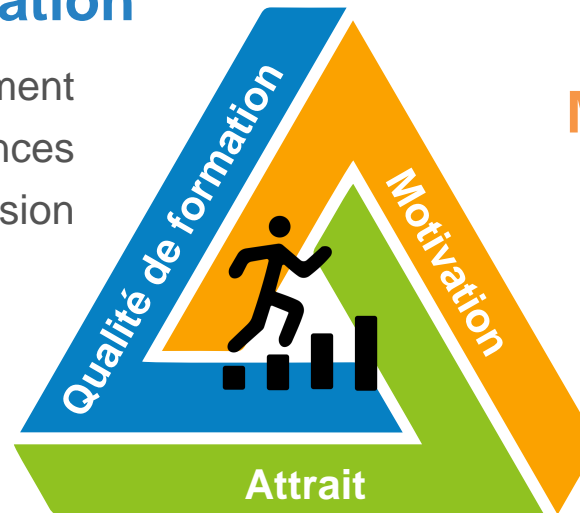 ation
ment
nces
sion
M
Qualité de formation
Motivation
Attrait